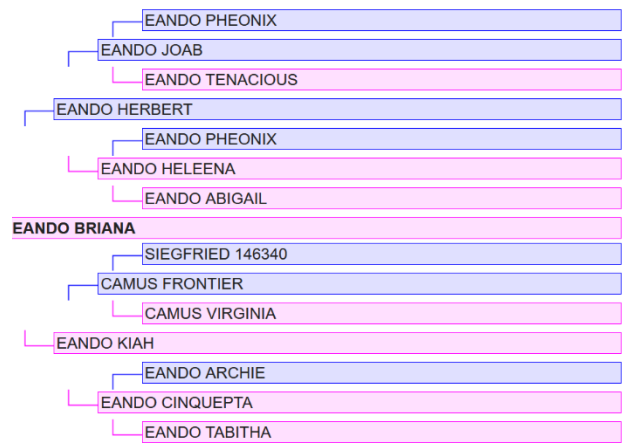 EANDO PHEONIX
EANDO JOAB
EANDO TENACIOUS
EANDO HERBERT
EANDO PHEONIX
EANDO HELEENA
EANDO ABIGAIL
EANDO BRIANA
SIEGFRIED 146340
CAMUS FRONTIER
CAMUS VIRGINIA
EANDO KIAH
EANDO ARCHIE
EANDO CINQUEPTA
EANDO TABITHA